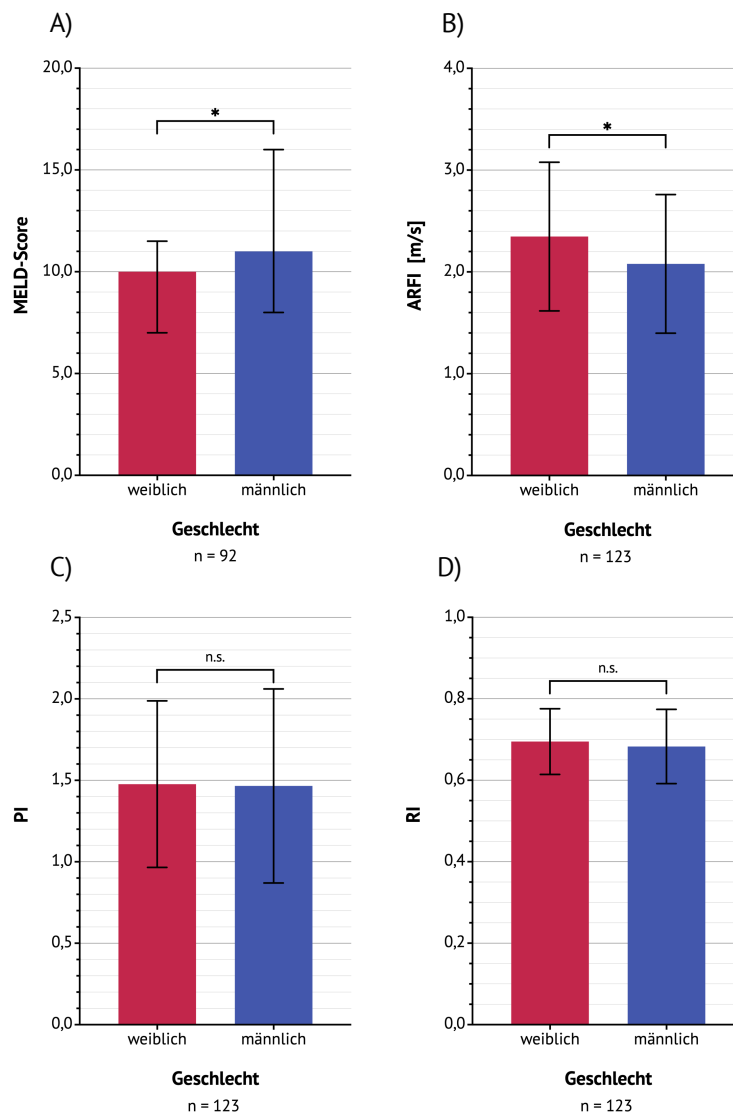 A)
MELD-Score
20,0
15,0
10,0
5,0
0,0
*
weiblich
männlich
Geschlecht
n = 92
B)
ARFI [m/s]
4,0
3,0
2,0
1,0
0,0
*
weiblich
männlich
Geschlecht
n = 123
C)
PI
2,5
2,0
1,5
1,0
0,5
0,0
n.s.
weiblich
männlich
Geschlecht
n = 123
D)
RI
1,0
0,8
0,6
0,4
0,2
0,0
n.s.
weiblich
männlich
Geschlecht
n = 123